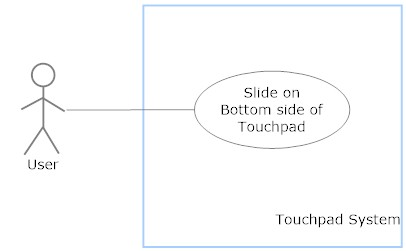 Slide on
Bottom side of
Touchpad
User
Touchpad System